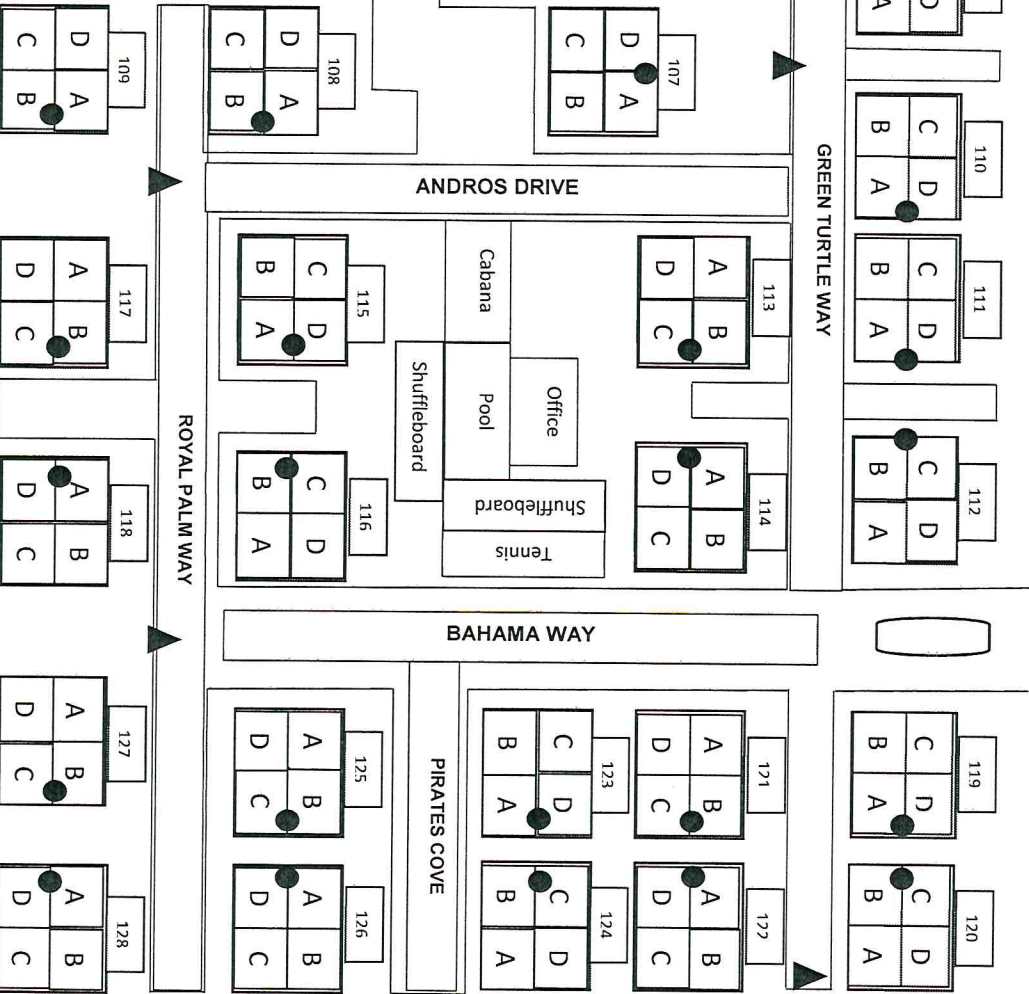 A
D
109
D
A
C
B
108
D
A
C
B
107
D
A
C
B
110
C
D
B
A
GREEN TURTLE WAY
ANDROS DRIVE
117
A
B
D
C
115
C
D
B
A
Cabana
113
A
B
D
C
111
C
D
B
A
Shuffleboard
Pool
Office
ROYAL PALM WAY
118
A
B
D
C
116
C
D
B
A
Shuffleboard
Tennis
114
A
B
D
C
112
C
D
B
A
BAHAMA WAY
127
A
B
D
C
125
A
B
D
C
PIRATES COVE
123
C
D
B
A
121
A
B
D
C
119
C
D
B
A
128
A
B
D
C
126
A
B
D
C
124
C
D
B
A
122
A
B
D
C
120
C
D
B
A